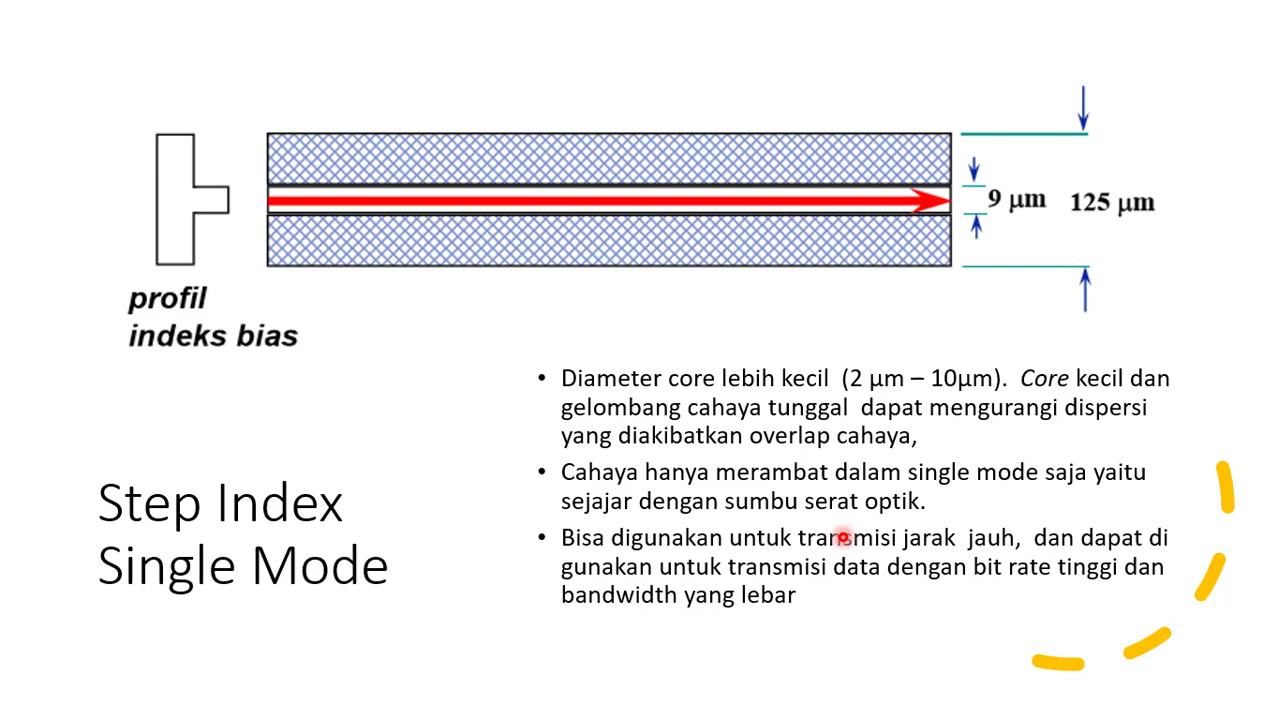 9 μm 125 μm
profil
indeks bias
• Diameter core lebih kecil (2 μm – 10μm). Core kecil dan
gelombang cahaya tunggal dapat mengurangi dispersi
yang diakibatkan overlap cahaya,
• Cahaya hanya merambat dalam single mode saja yaitu
sejajar dengan sumbu serat optik.
• Bisa digunakan untuk transmisi jarak jauh, dan dapat di
gunakan untuk transmisi data dengan bit rate tinggi dan
bandwidth yang lebar
Step Index
Single Mode